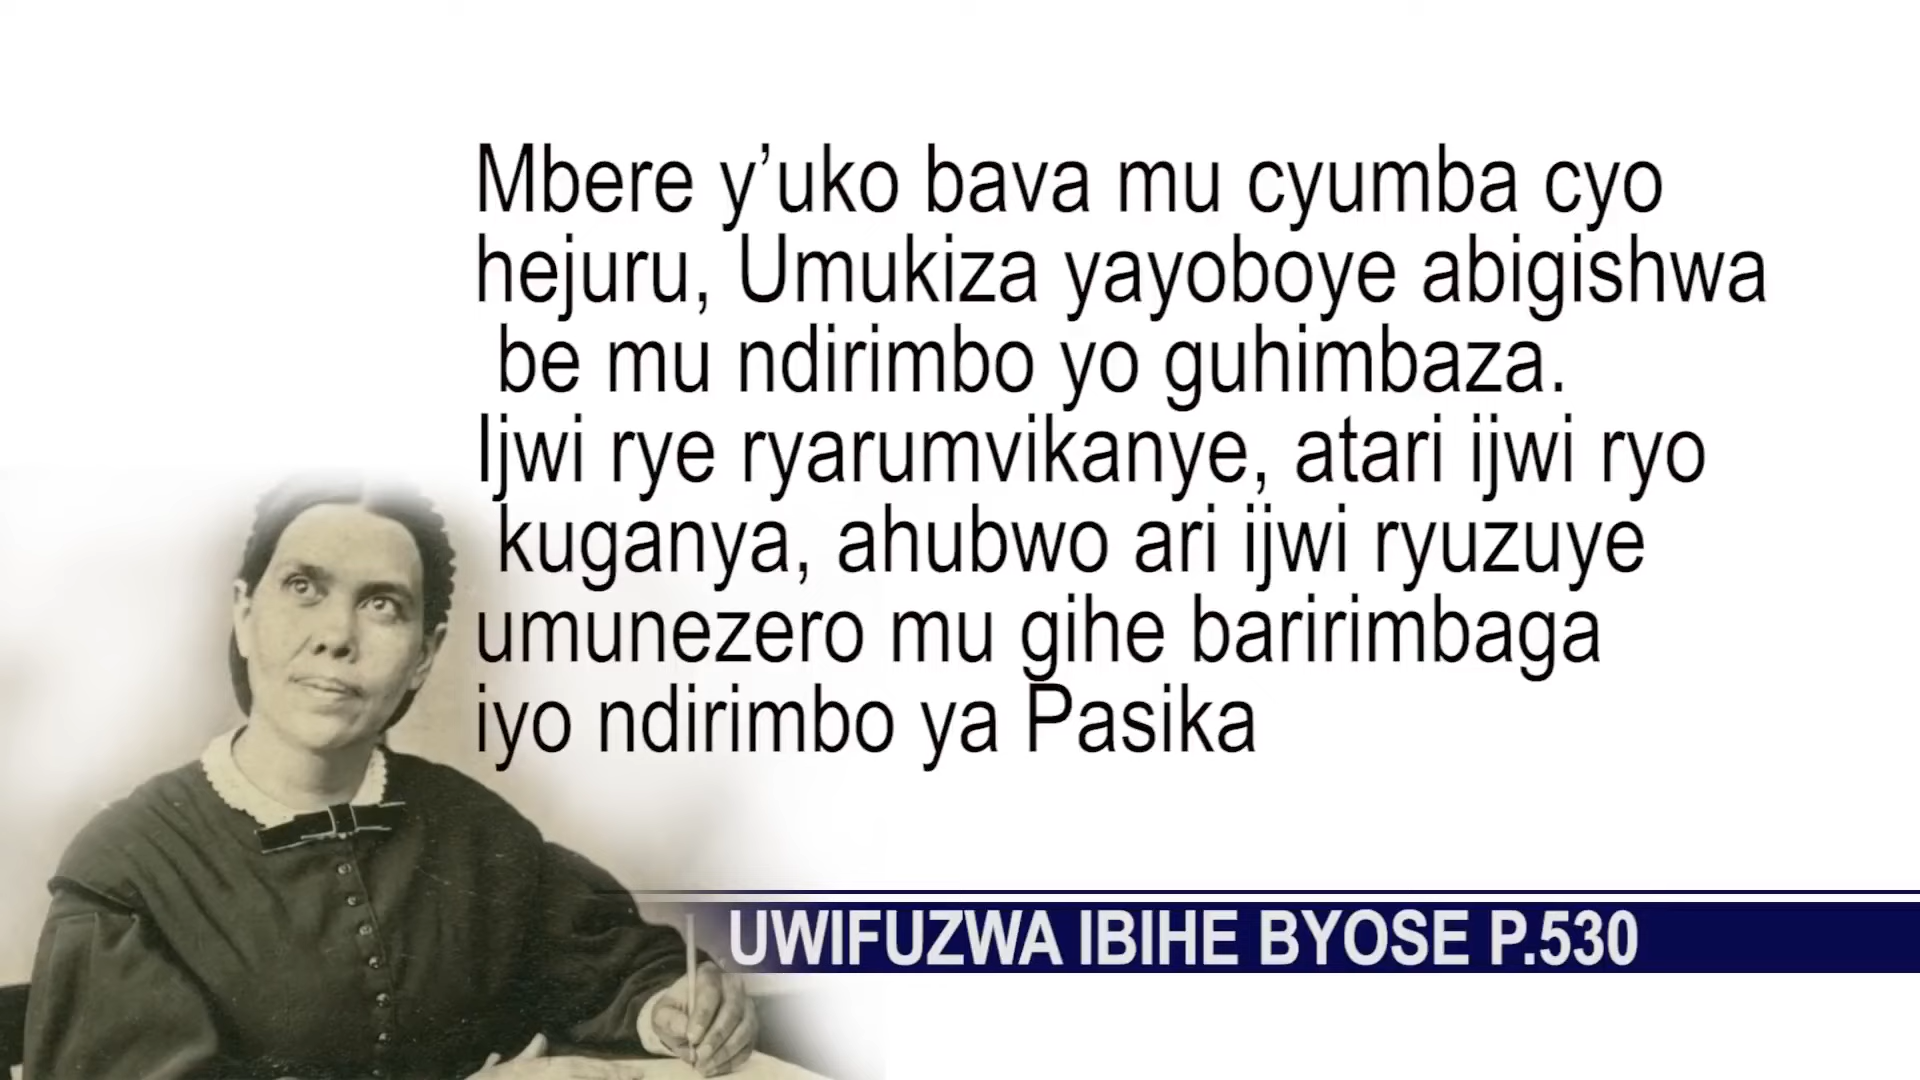 Mbere y’uko bava mu cyumba cyo
hejuru, Umukiza yayoboye abigishwa
be mu ndirimbo yo guhimbaza.
Ijwi rye ryarumvikanye, atari ijwi ryo
kuganya, ahubwo ari ijwi ryuzuye
umunezero mu gihe baririmbaga
iyo ndirimbo ya Pasika
UWIFUZWA IBIHE BYOSE P.530